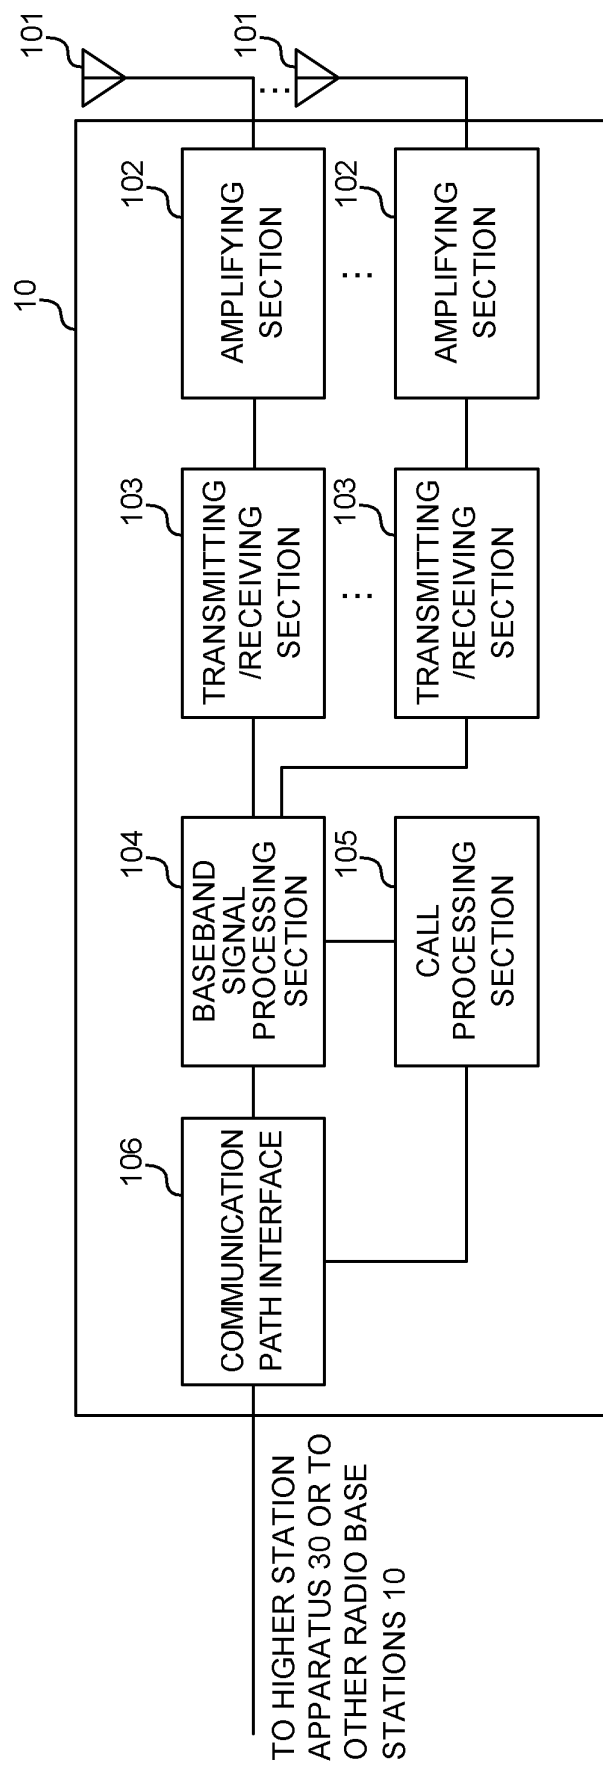 10
101
101
102
AMPLIFYING
SECTION
102
AMPLIFYING
SECTION
...
103
TRANSMITTING
/RECEIVING
SECTION
103
TRANSMITTING
/RECEIVING
SECTION
...
104
BASEBAND
SIGNAL
PROCESSING
SECTION
105
CALL
PROCESSING
SECTION
106
COMMUNICATION
PATH INTERFACE
TO HIGHER STATION
APPARATUS 30 OR TO
OTHER RADIO BASE
STATIONS 10